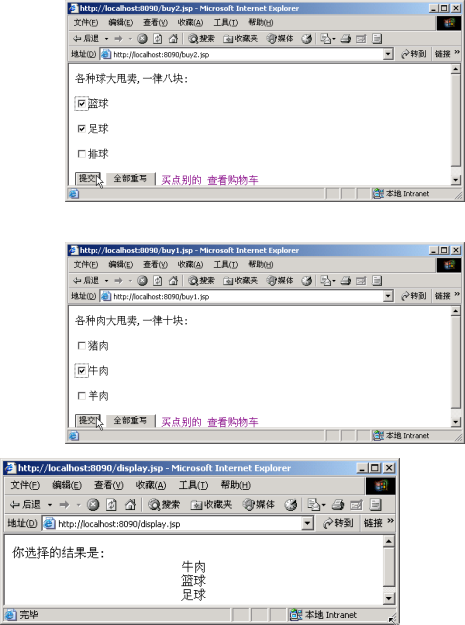 http://localhost:8090/buy2.jsp - Microsoft Internet Explorer
文件(F) 编辑(E) 查看(V) 收藏(A) 工具(T) 帮助(H)
后退 搜索 收藏夹 媒体
地址(D) http://localhost:8090/buy2.jsp 转到 链接 »
各种球大甩卖,一律八块:
篮球
足球
排球
提交 全部重写 买点别的 查看购物车
本地 Intranet
http://localhost:8090/buy1.jsp - Microsoft Internet Explorer
文件(F) 编辑(E) 查看(V) 收藏(A) 工具(T) 帮助(H)
后退 搜索 收藏夹 媒体
地址(D) http://localhost:8090/buy1.jsp 转到 链接 »
各种肉大甩卖,一律十块:
猪肉
牛肉
羊肉
提交 全部重写 买点别的 查看购物车
本地 Intranet
http://localhost:8090/display.jsp - Microsoft Internet Explorer
文件(F) 编辑(E) 查看(V) 收藏(A) 工具(T) 帮助(H)
后退 搜索 收藏夹 媒体
地址(D) http://localhost:8090/display.jsp 转到 链接 »
你选择的结果是:
牛肉
篮球
足球
完毕 本地 Intranet